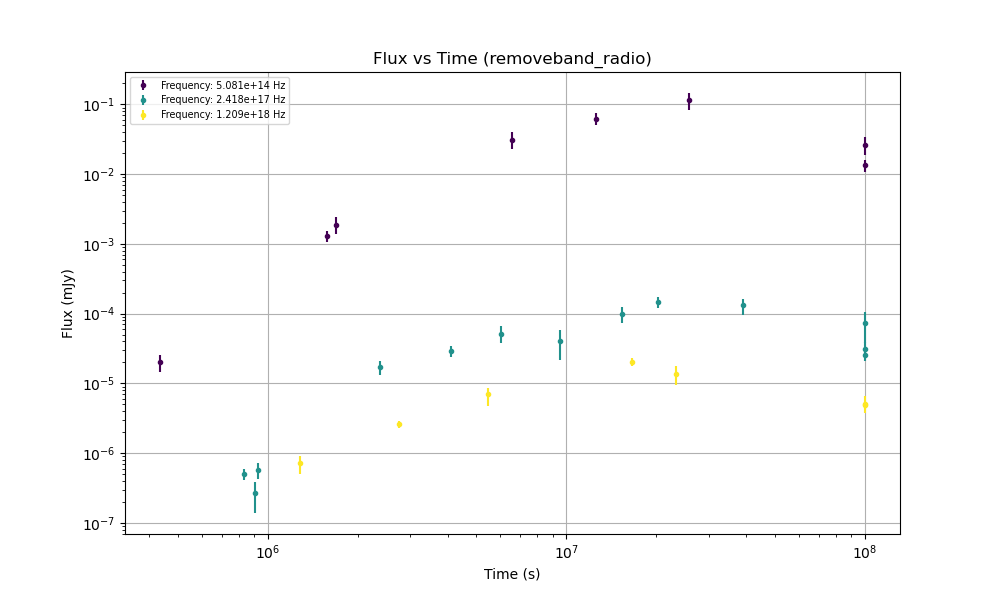 Flux vs Time (removeband_radio)
Frequency: 5.081e+14 Hz
Frequency: 2.418e+17 Hz
Frequency: 1.209e+18 Hz
10⁻¹
10⁻²
10⁻³
10⁻⁴
10⁻⁵
10⁻⁶
10⁻⁷
Flux (mJy)
10⁶ 10⁷ 10⁸
Time (s)